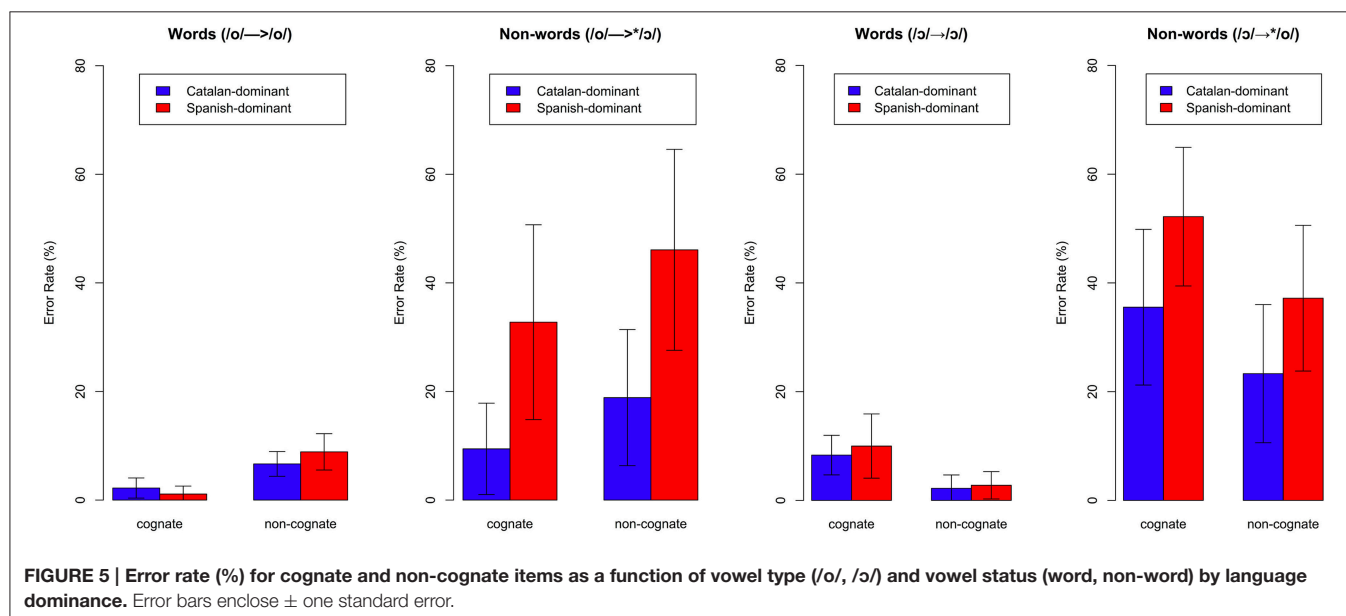 Words (/o/—>/o/)
80
60
40
20
0
Error Rate (%)
Catalan-dominant
Spanish-dominant
cognate non-cognate
Non-words (/o/—>*/ɔ/)
80
60
40
20
0
Error Rate (%)
Catalan-dominant
Spanish-dominant
cognate non-cognate
Words (/ɔ/→/ɔ/)
80
60
40
20
0
Error Rate (%)
Catalan-dominant
Spanish-dominant
cognate non-cognate
Non-words (/ɔ/→*/o/)
80
60
40
20
0
Error Rate (%)
Catalan-dominant
Spanish-dominant
cognate non-cognate
FIGURE 5 | Error rate (%) for cognate and non-cognate items as a function of vowel type (/o/, /ɔ/) and vowel status (word, non-word) by language
dominance. Error bars enclose ± one standard error.